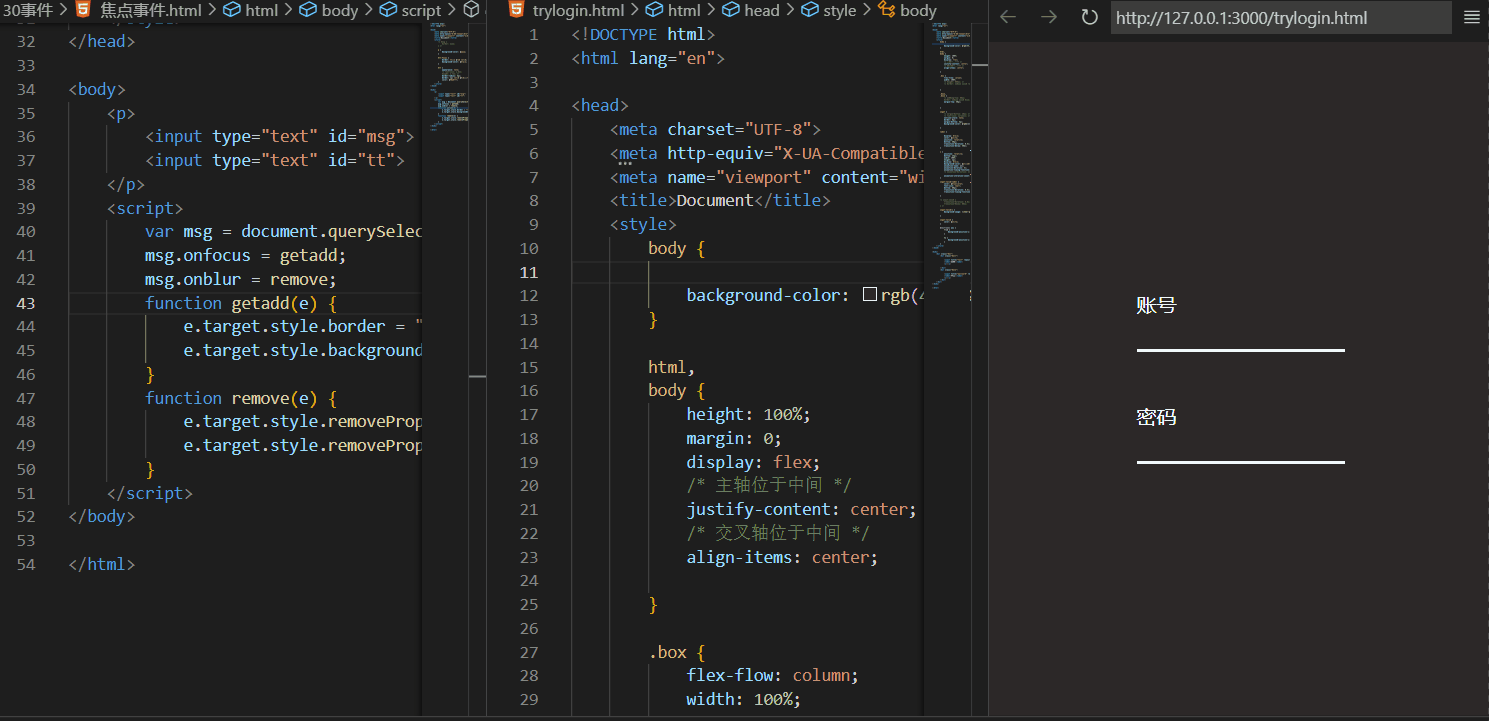 30事件 > 焦点事件.html > html > body > script >
32 </head>
33
34 <body>
35 <p>
36 <input type="text" id="msg">
37 <input type="text" id="tt">
38 </p>
39 <script>
40 var msg = document.querySelec
41 msg.onfocus = getadd;
42 msg.onblur = remove;
43 function getadd(e) {
44 e.target.style.border = "
45 e.target.style.background
46 }
47 function remove(e) {
48 e.target.style.removeProp
49 e.target.style.removeProp
50 }
51 </script>
52 </body>
53
54 </html>
trylogin.html > html > head > style > body
1 <!DOCTYPE html>
2 <html lang="en">
3
4 <head>
5 <meta charset="UTF-8">
6 <meta http-equiv="X-UA-Compatible
7 <meta name="viewport" content="wi
8 <title>Document</title>
9 <style>
10 body {
11
12 background-color: rgb(4
13 }
14
15 html,
16 body {
17 height: 100%;
18 margin: 0;
19 display: flex;
20 /* 主轴位于中间 */
21 justify-content: center;
22 /* 交叉轴位于中间 */
23 align-items: center;
24
25 }
26
27 .box {
28 flex-flow: column;
29 width: 100%;
http://127.0.0.1:3000/trylogin.html
账号
密码